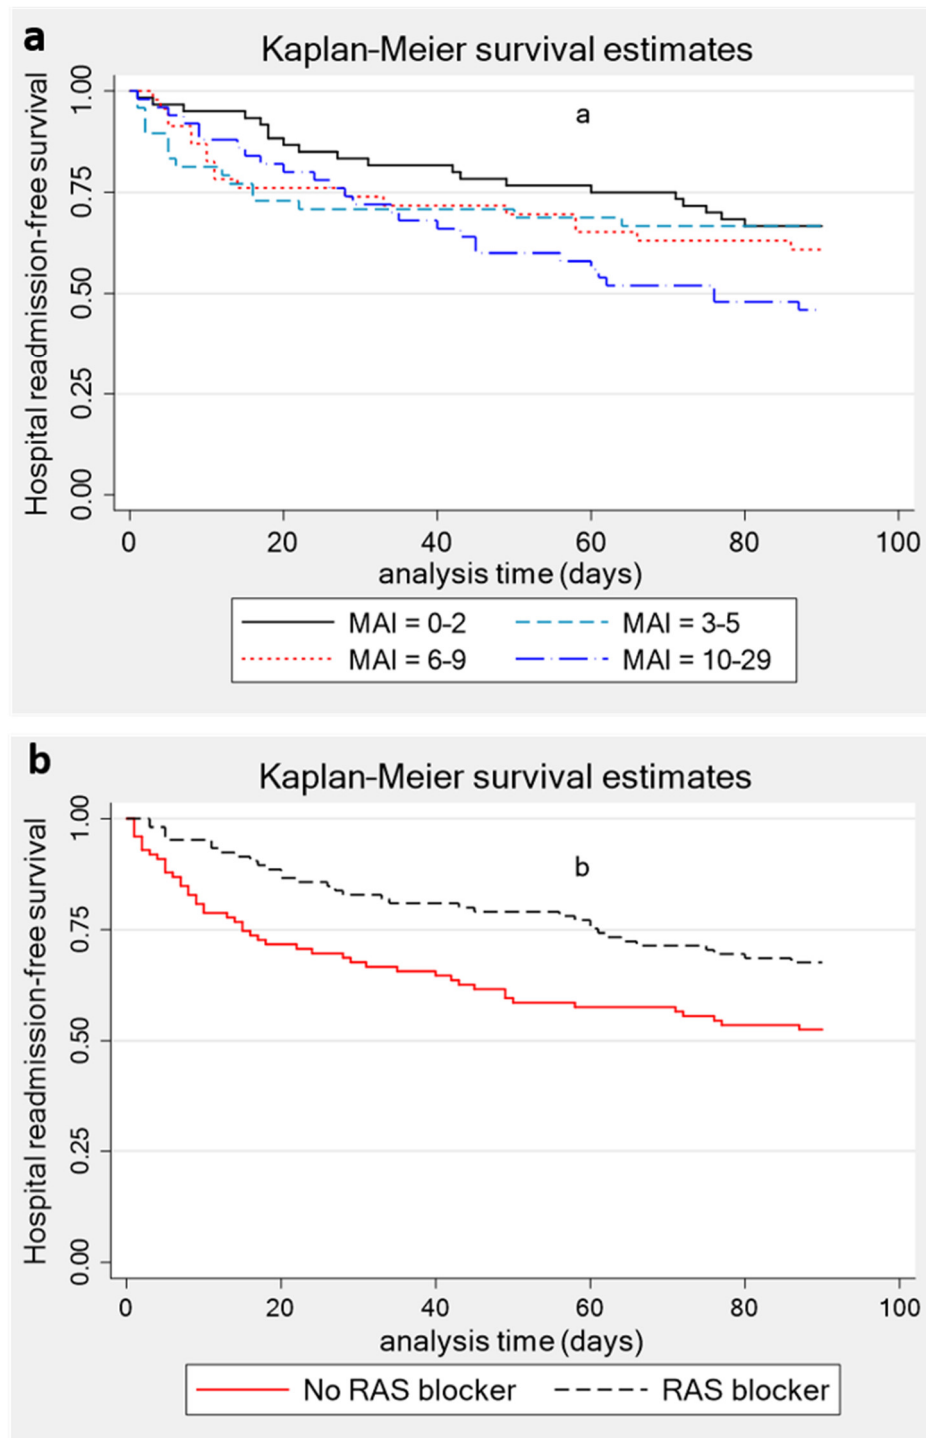 a
Kaplan-Meier survival estimates
Hospital readmission-free survival
1.00
0.75
0.50
0.25
0.00
a
0 20 40 60 80 100
analysis time (days)
MAI = 0-2 MAI = 3-5
MAI = 6-9 MAI = 10-29
b
Kaplan-Meier survival estimates
Hospital readmission-free survival
1.00
0.75
0.50
0.25
0.00
b
0 20 40 60 80 100
analysis time (days)
No RAS blocker RAS blocker